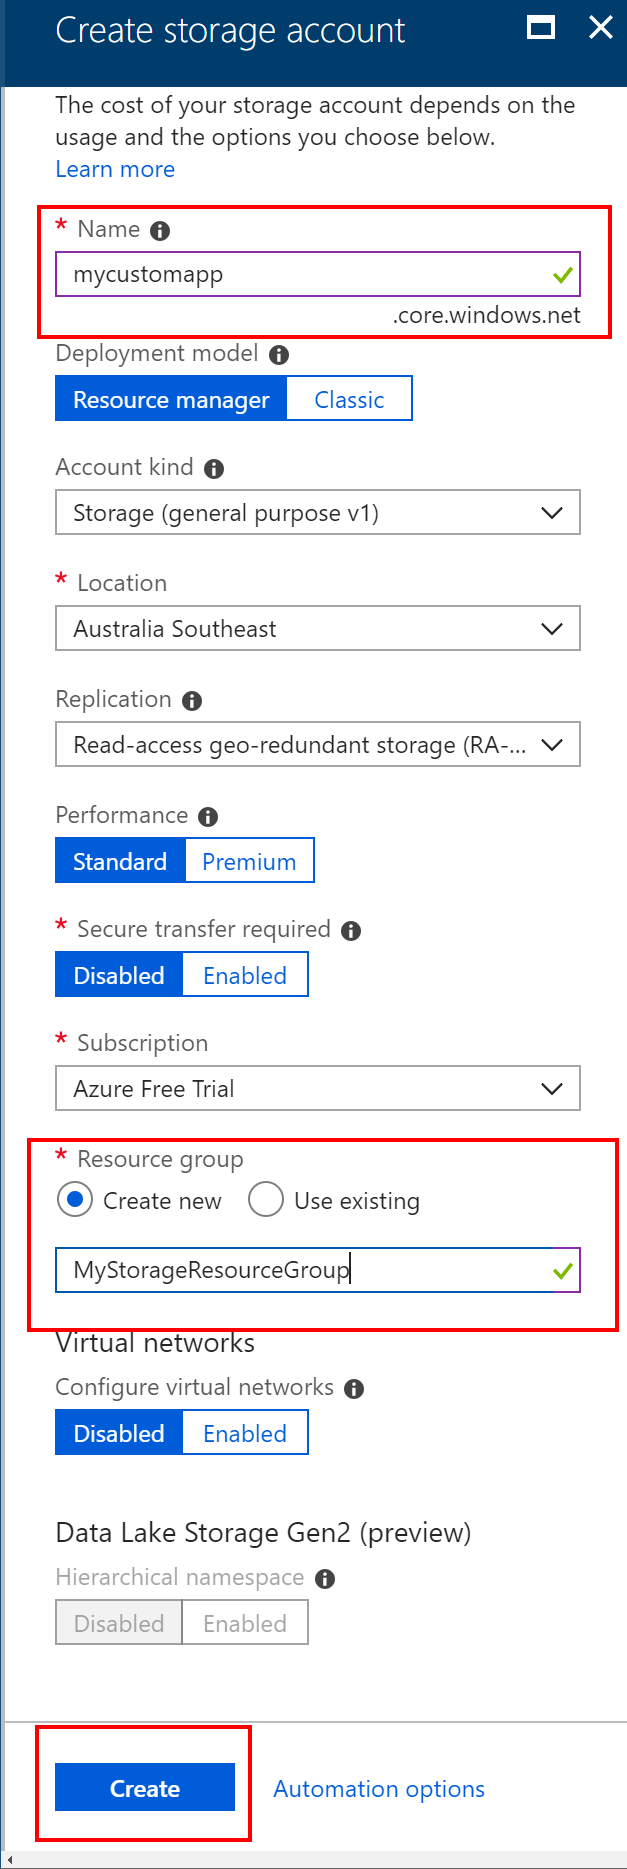 Create storage account
The cost of your storage account depends on the
usage and the options you choose below.
Learn more
* Name
mycustomapp
.core.windows.net
Deployment model
Resource manager Classic
Account kind
Storage (general purpose v1)
* Location
Australia Southeast
Replication
Read-access geo-redundant storage (RA-...
Performance
Standard Premium
* Secure transfer required
Disabled Enabled
* Subscription
Azure Free Trial
* Resource group
Create new Use existing
MyStorageResourceGroup
Virtual networks
Configure virtual networks
Disabled Enabled
Data Lake Storage Gen2 (preview)
Hierarchical namespace
Disabled Enabled
Create Automation options